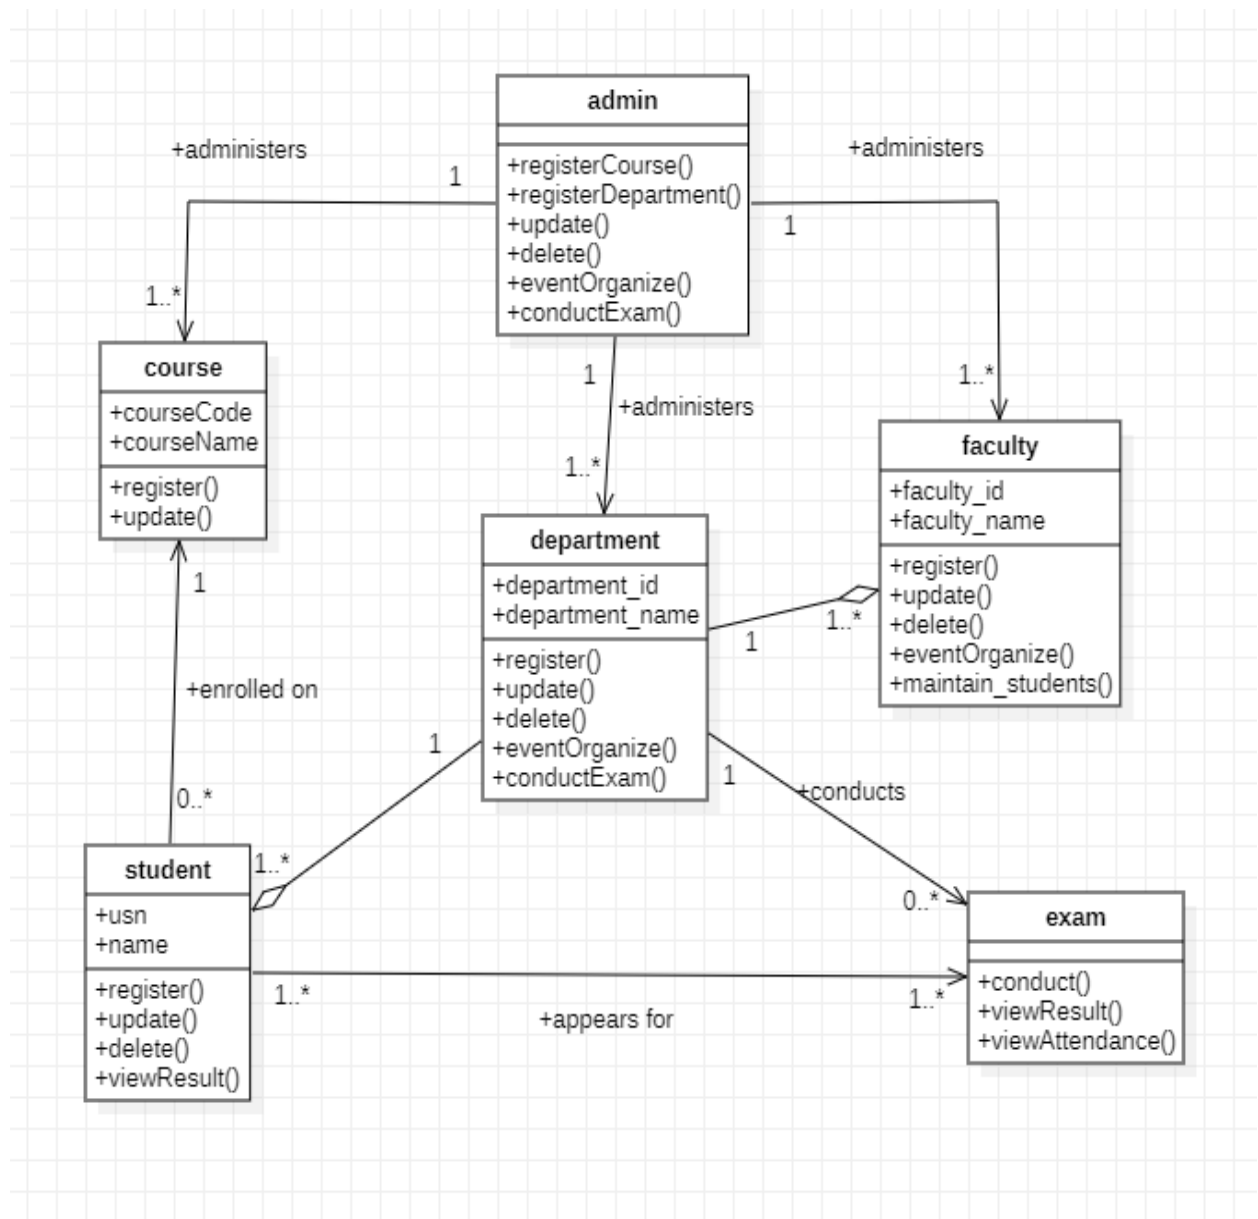 admin
+registerCourse()
+registerDepartment()
+update()
+delete()
+eventOrganize()
+conductExam()
+administers
1
1..*
+administers
1
1..*
1
+administers
1..*
course
+courseCode
+courseName
+register()
+update()
1
+enrolled on
0..*
faculty
+faculty_id
+faculty_name
+register()
+update()
+delete()
+eventOrganize()
+maintain_students()
department
+department_id
+department_name
+register()
+update()
+delete()
+eventOrganize()
+conductExam()
1
1..*
1
1..*
1
+conducts
0..*
student
+usn
+name
+register()
+update()
+delete()
+viewResult()
1..*
+appears for
1..*
exam
+conduct()
+viewResult()
+viewAttendance()